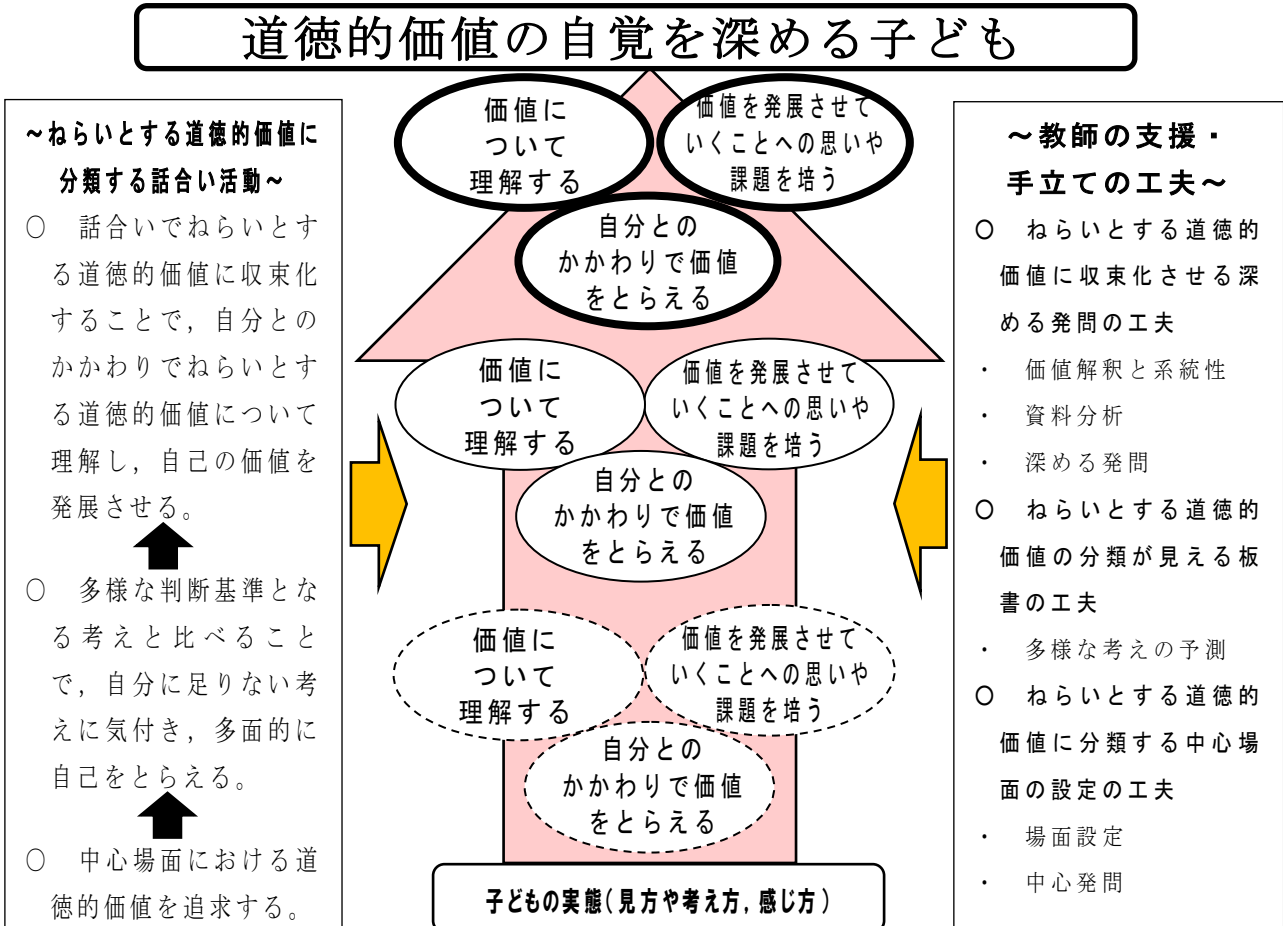 道徳的価値の自覚を深める子ども
~ねらいとする道徳的価値に
分類する話合い活動~
○ 話合いでねらいとす
る道徳的価値に収束化
することで，自分との
かかわりでねらいとす
る道徳的価値について
理解し，自己の価値を
発展させる。
○ 多様な判断基準とな
る考えと比べること
で，自分に足りない考
えに気付き，多面的に
自己をとらえる。
○ 中心場面における道
徳的価値を追求する。
価値に
ついて
理解する
価値を発展させて
いくことへの思いや
課題を培う
自分との
かかわりで価値
をとらえる
価値に
ついて
理解する
価値を発展させて
いくことへの思いや
課題を培う
自分との
かかわりで価値
をとらえる
価値に
ついて
理解する
価値を発展させて
いくことへの思いや
課題を培う
自分との
かかわりで価値
をとらえる
子どもの実態(見方や考え方，感じ方)
～教師の支援・
手立ての工夫～
○ ねらいとする道徳的
価値に収束化させる深
める発問の工夫
・ 価値解釈と系統性
・ 資料分析
・ 深める発問
○ ねらいとする道徳的
価値の分類が見える板
書の工夫
・ 多様な考えの予測
○ ねらいとする道徳的
価値に分類する中心場
面の設定の工夫
・ 場面設定
・ 中心発問